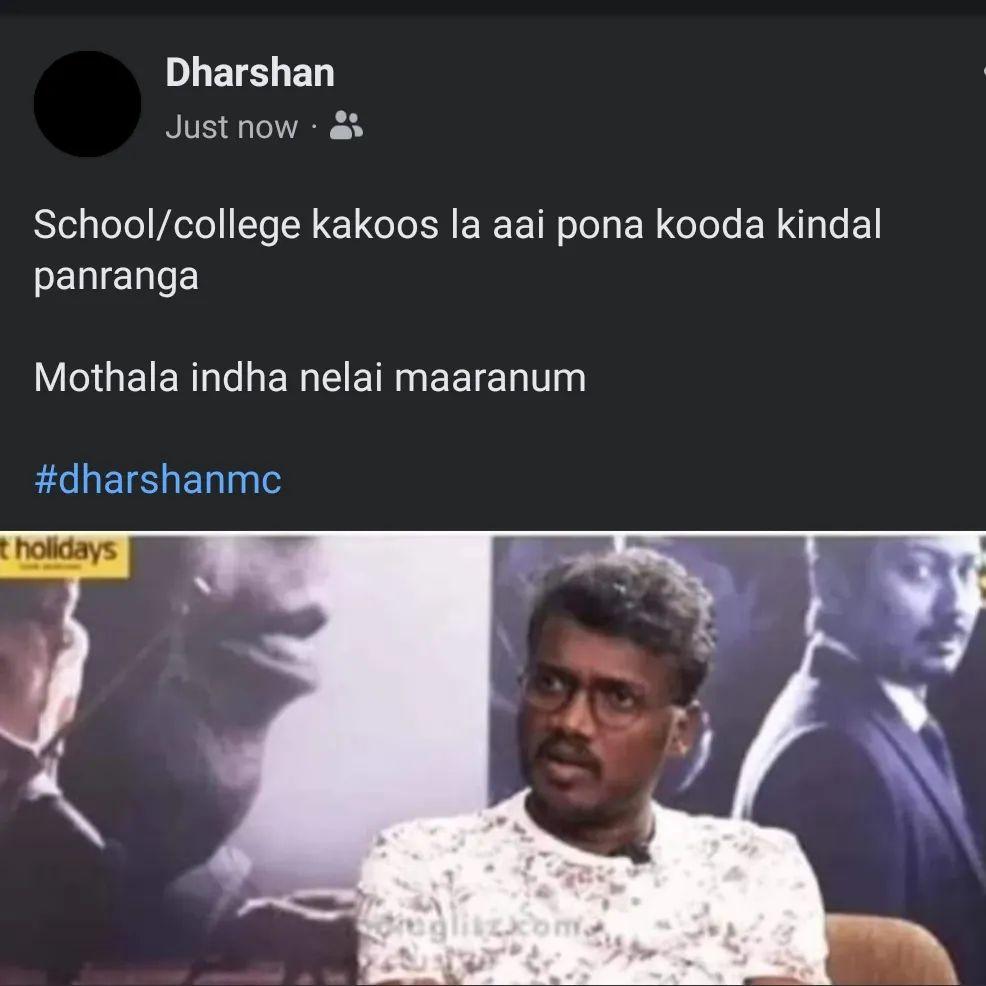 Dharshan
Just now ·
School/college kakoos la aai pona kooda kindal
panranga
Mothala indha nelai maaranum
#dharshanmc
t holidays